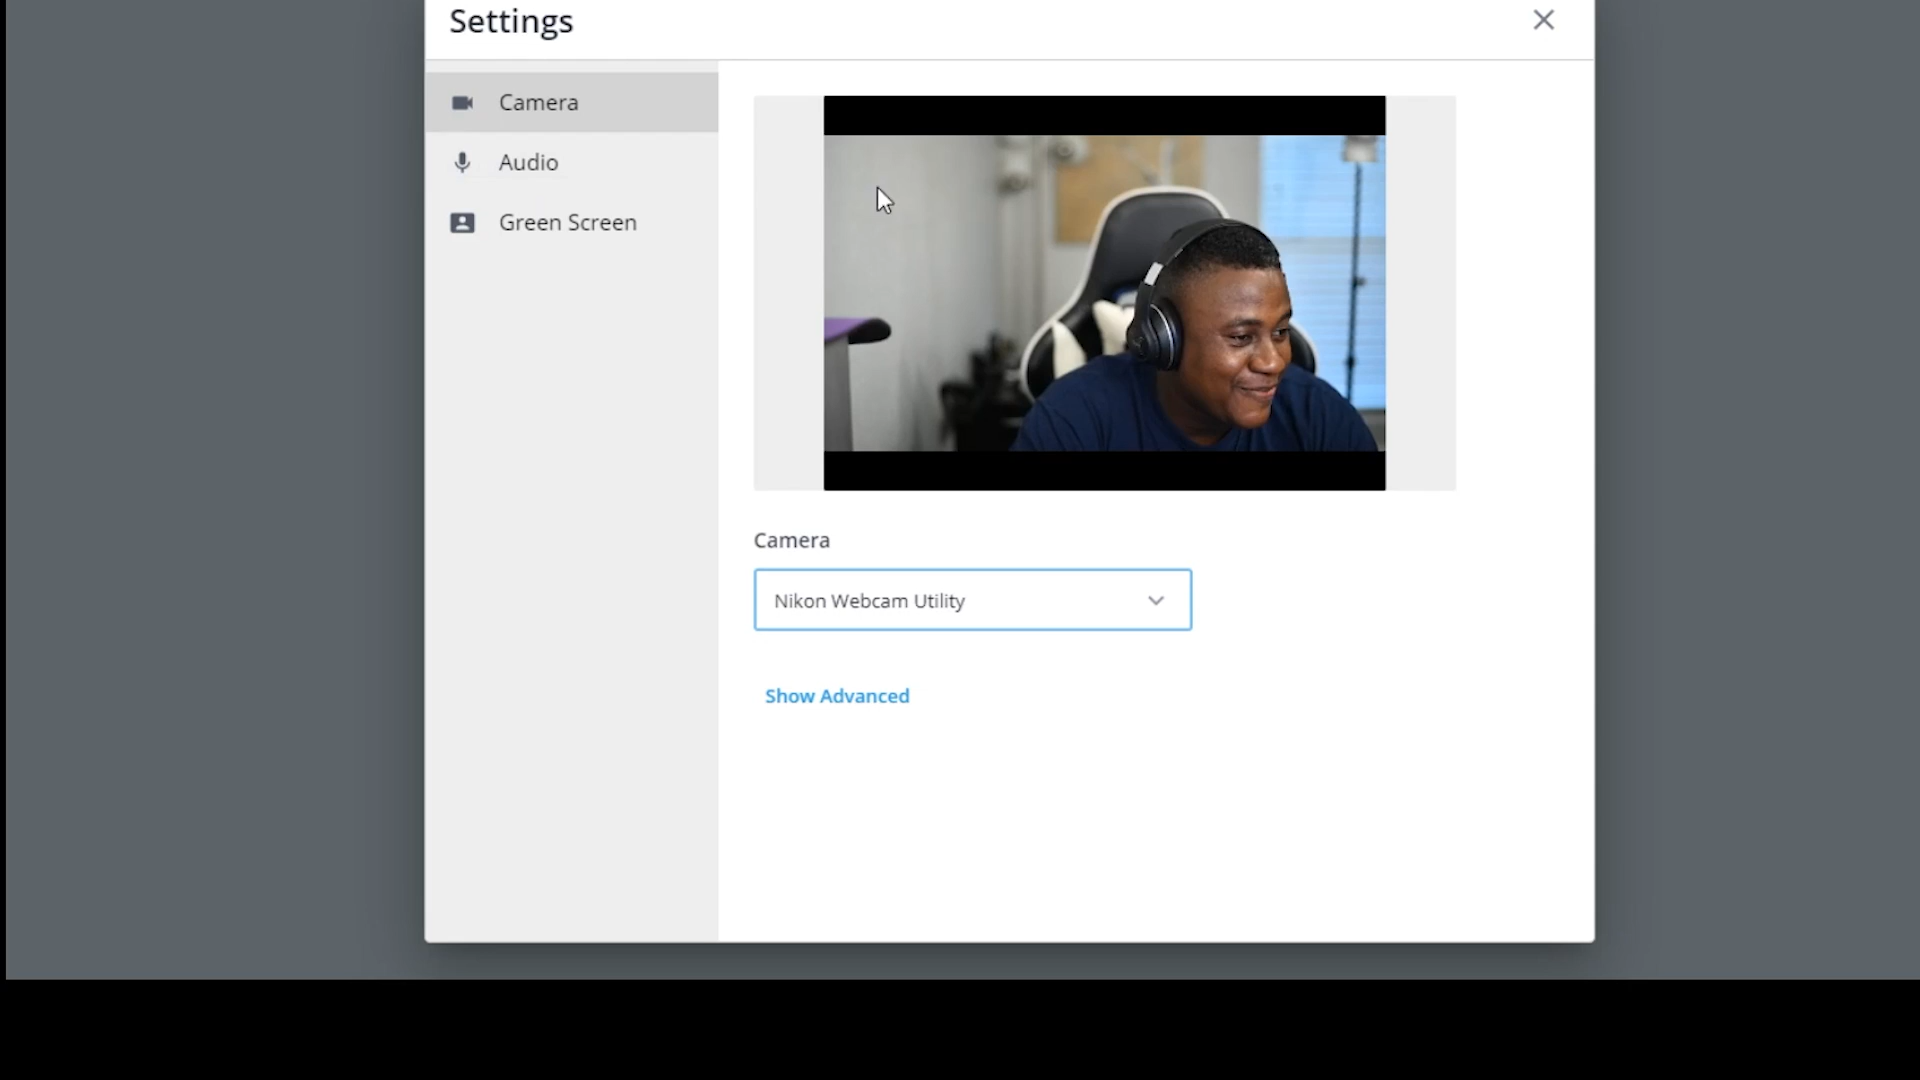 Settings
Camera
Audio
Green Screen
Camera
Nikon Webcam Utility
Show Advanced